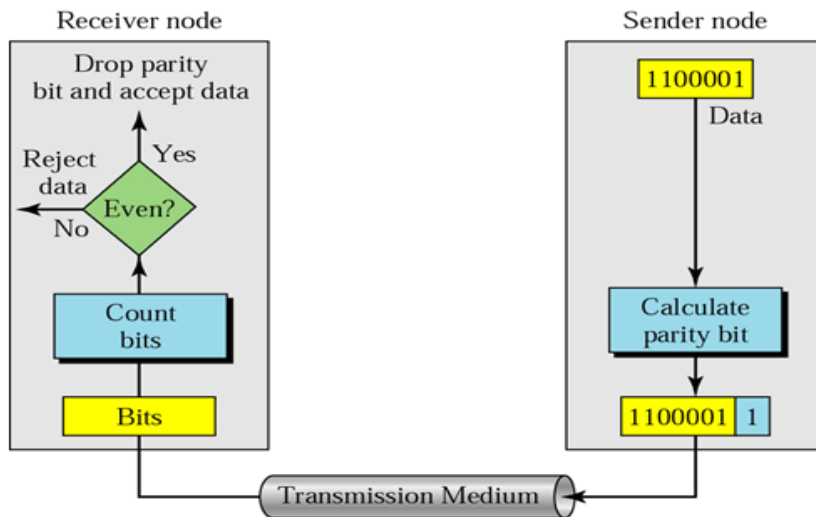 Receiver node
Drop parity
bit and accept data
Yes
Reject
data
No
Even?
Count
bits
Bits
Transmission Medium
Sender node
1100001
Data
Calculate
parity bit
1100001 1